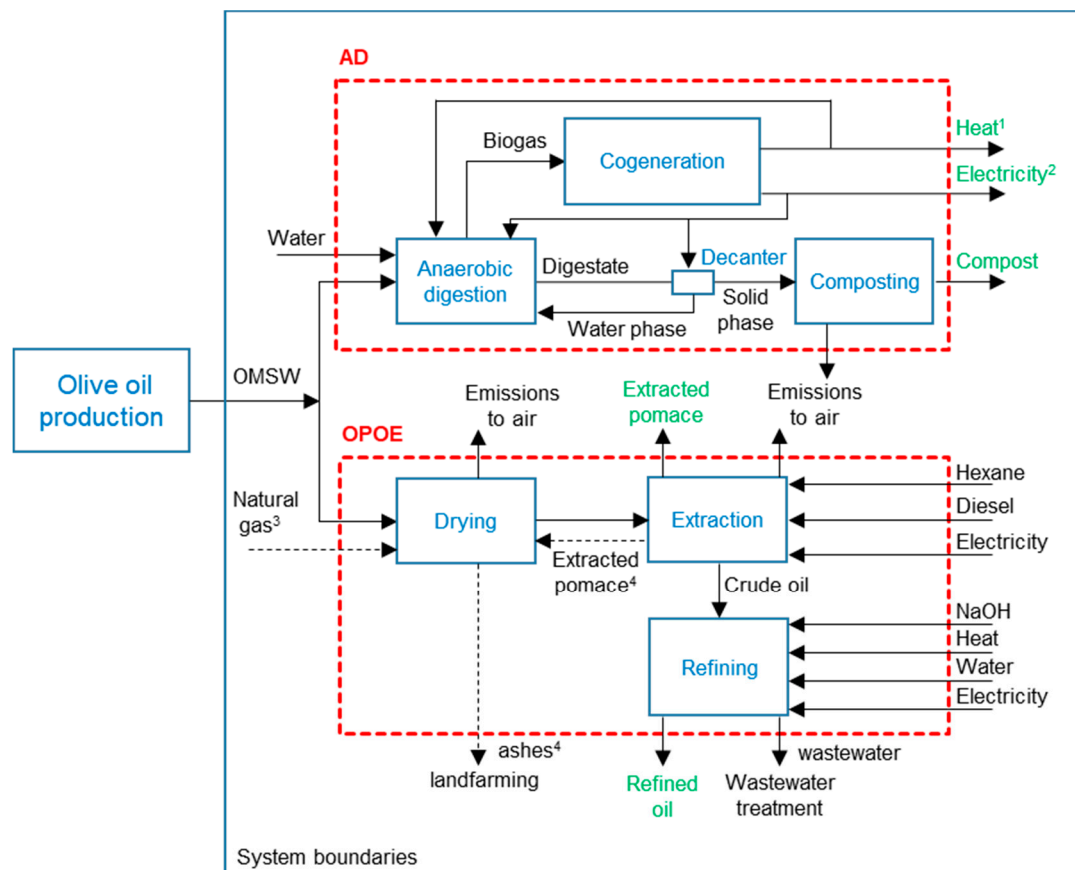 AD
Heat¹
Biogas
Cogeneration
Electricity²
Water
Decanter
Anaerobic
digestion
Digestate
Composting
Compost
Solid
phase
Water phase
Olive oil
production
OMSW
Emissions
to air
Extracted
pomace
Emissions
to air
OPOE
Hexane
Natural
gas³
Drying
Extraction
Diesel
Extracted
pomace⁴
Electricity
Crude oil
NaOH
Heat
Refining
Water
Electricity
ashes⁴
landfarming
wastewater
Refined
oil
Wastewater
treatment
System boundaries